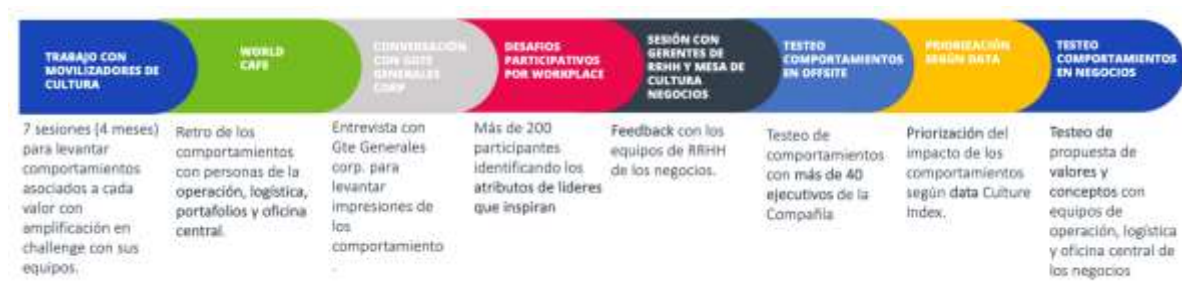 TRABAJO CON
MOVILIZADORES DE
CULTURA
7 sesiones (4 meses)
para levantar
comportamientos
asociados a cada
valor con
amplificación en
challenge con sus
equipos.
WORLD
CAFE
Retro de los
comportamientos
con personas de la
operación, logística,
portafolios y oficina
central.
CONVERSACIÓN
CON GGTE
GENERALES
CORP
Entrevista con
Gte Generales
corp. para
levantar
impresiones de
los
comportamiento
.
DESAFIOS
PARTICIPATIVOS
POR WORKPLACE
Más de 200
participantes
identificando los
atributos de lideres
que inspiran
SESIÓN CON
GERENTES DE
RRHH Y MESA DE
CULTURA
NEGOCIOS
Feedback con los
equipos de RRHH
de los negocios.
TESTEO
COMPORTAMIENTOS
EN OFFSITE
Testeo de
comportamientos
con más de 40
ejecutivos de la
Compañía
PRIORIZACIÓN
SEGÚN DATA
Priorización del
impacto de los
comportamientos
según data Culture
Index.
TESTEO
COMPORTAMIENTOS
EN NEGOCIOS
Testeo de
propuesta de
valores y
conceptos con
equipos de
operación, logística
y oficina central de
los negocios